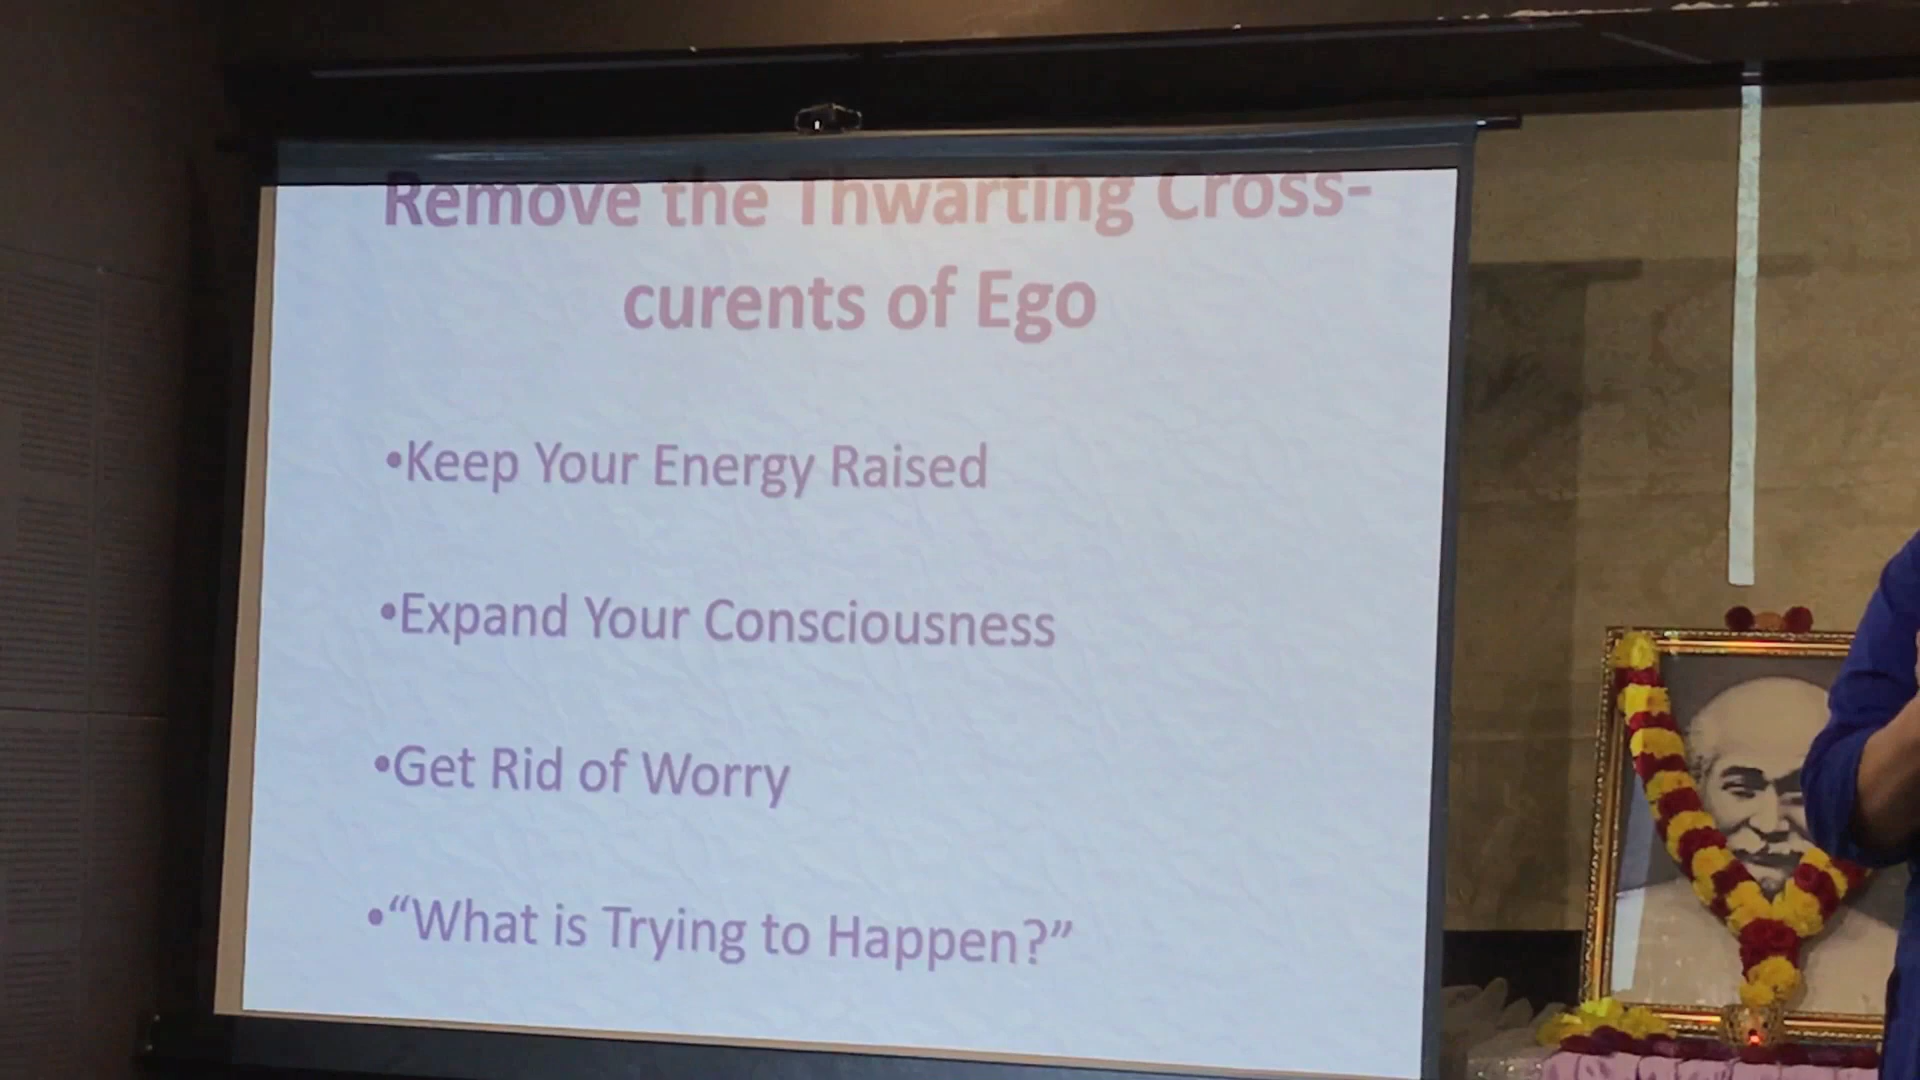 Remove the Thwarting Cross-
curents of Ego
•Keep Your Energy Raised
•Expand Your Consciousness
•Get Rid of Worry
•“What is Trying to Happen?”